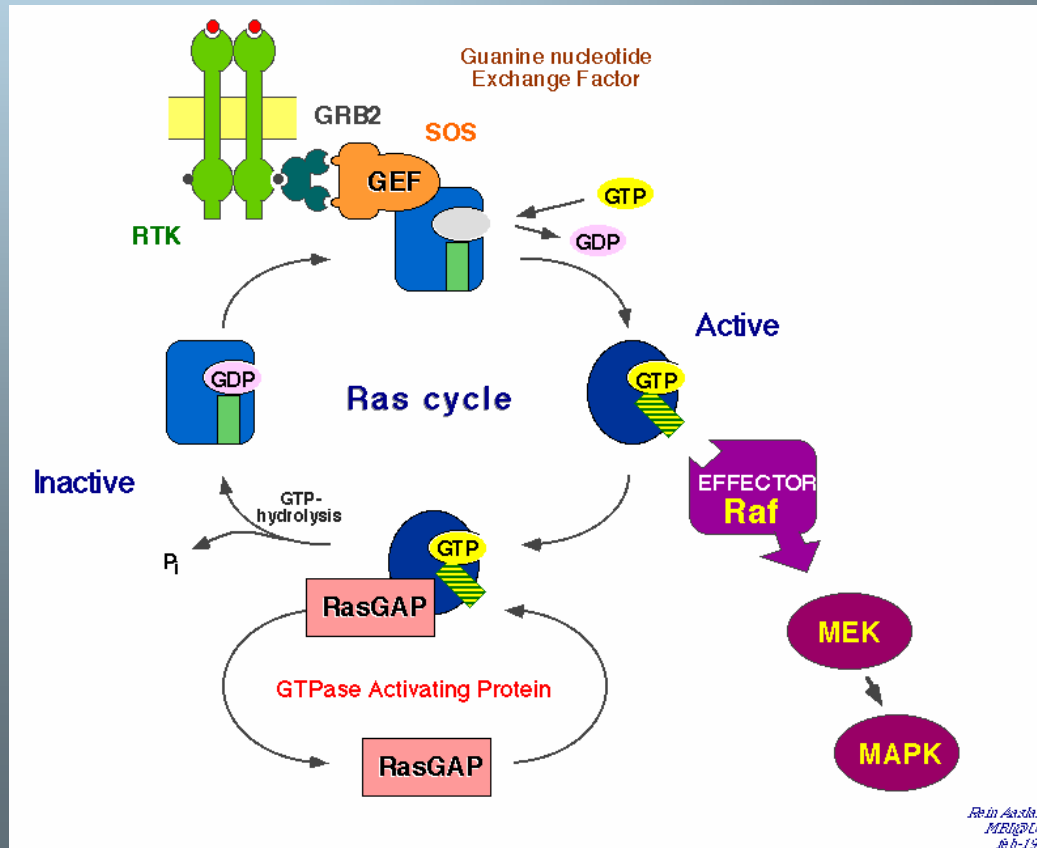 Guanine nucleotide
Exchange Factor
GRB2
SOS
GEF
GTP
GDP
RTK
Active
GDP
GTP
Ras cycle
Inactive
EFFECTOR
Raf
GTP-
hydrolysis
GTP
Pi
RasGAP
MEK
GTPase Activating Protein
MAPK
RasGAP
Rein